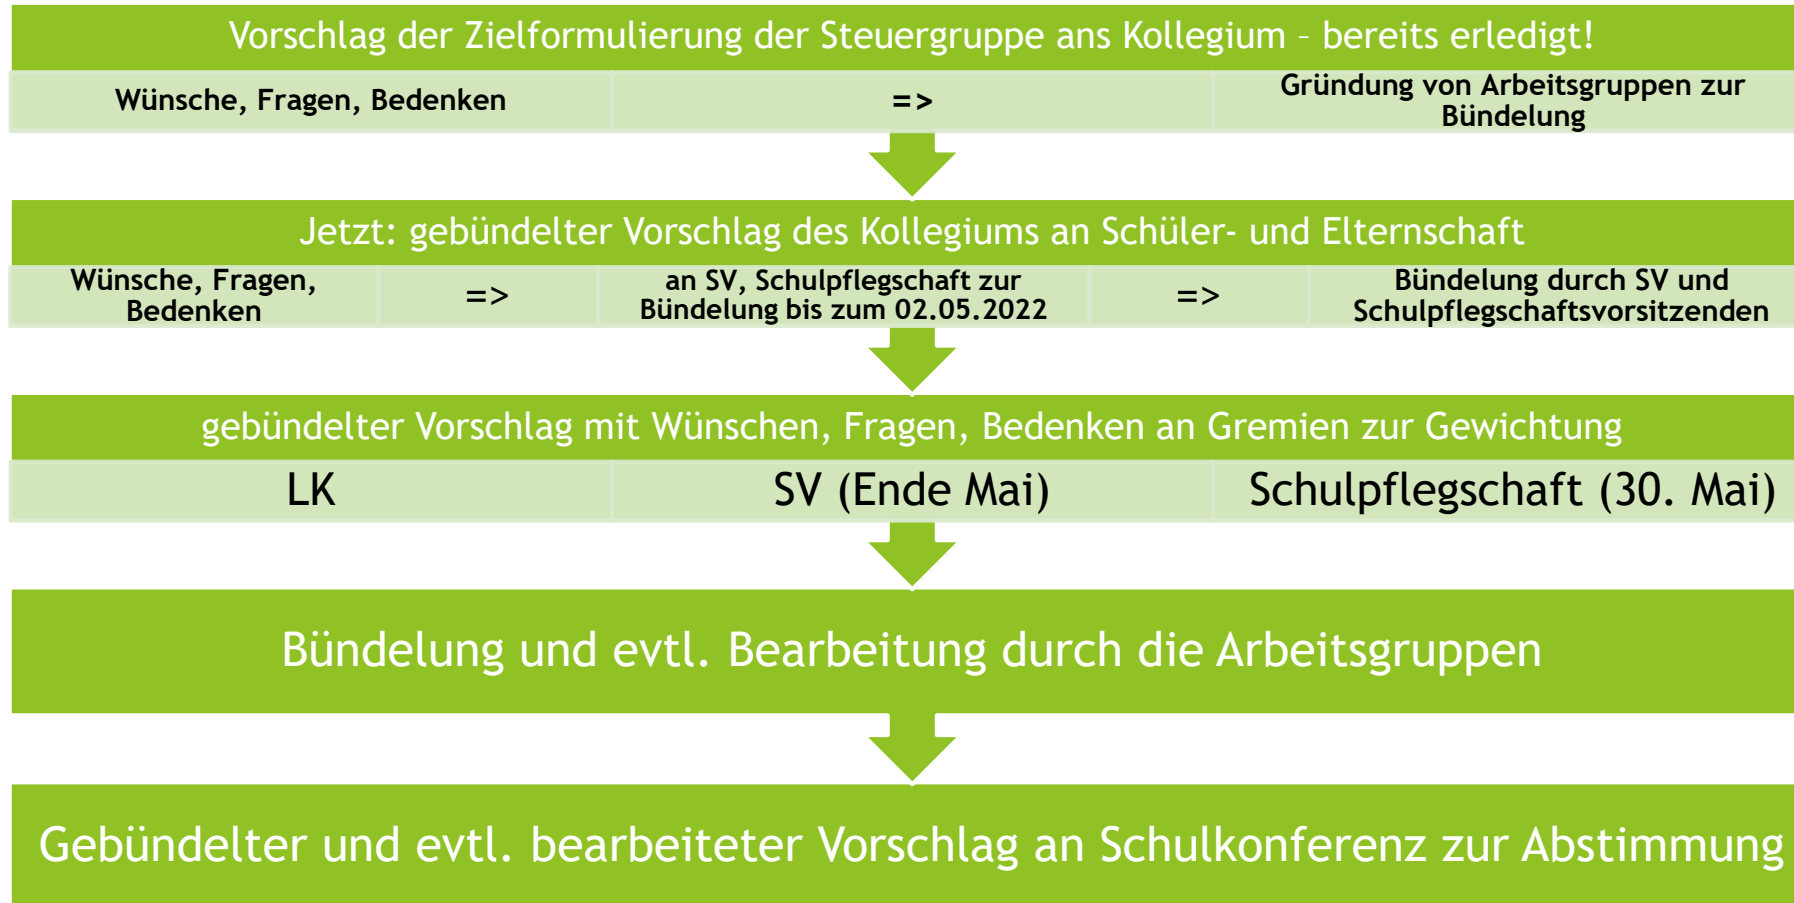 Vorschlag der Zielformulierung der Steuergruppe ans Kollegium – bereits erledigt!
Wünsche, Fragen, Bedenken
=>
Gründung von Arbeitsgruppen zur
Bündelung
Jetzt: gebündelter Vorschlag des Kollegiums an Schüler- und Elternschaft
Wünsche, Fragen,
Bedenken
=>
an SV, Schulpflegschaft zur
Bündelung bis zum 02.05.2022
=>
Bündelung durch SV und
Schulpflegschaftsvorsitzenden
gebündelter Vorschlag mit Wünschen, Fragen, Bedenken an Gremien zur Gewichtung
LK
SV (Ende Mai)
Schulpflegschaft (30. Mai)
Bündelung und evtl. Bearbeitung durch die Arbeitsgruppen
Gebündelter und evtl. bearbeiteter Vorschlag an Schulkonferenz zur Abstimmung